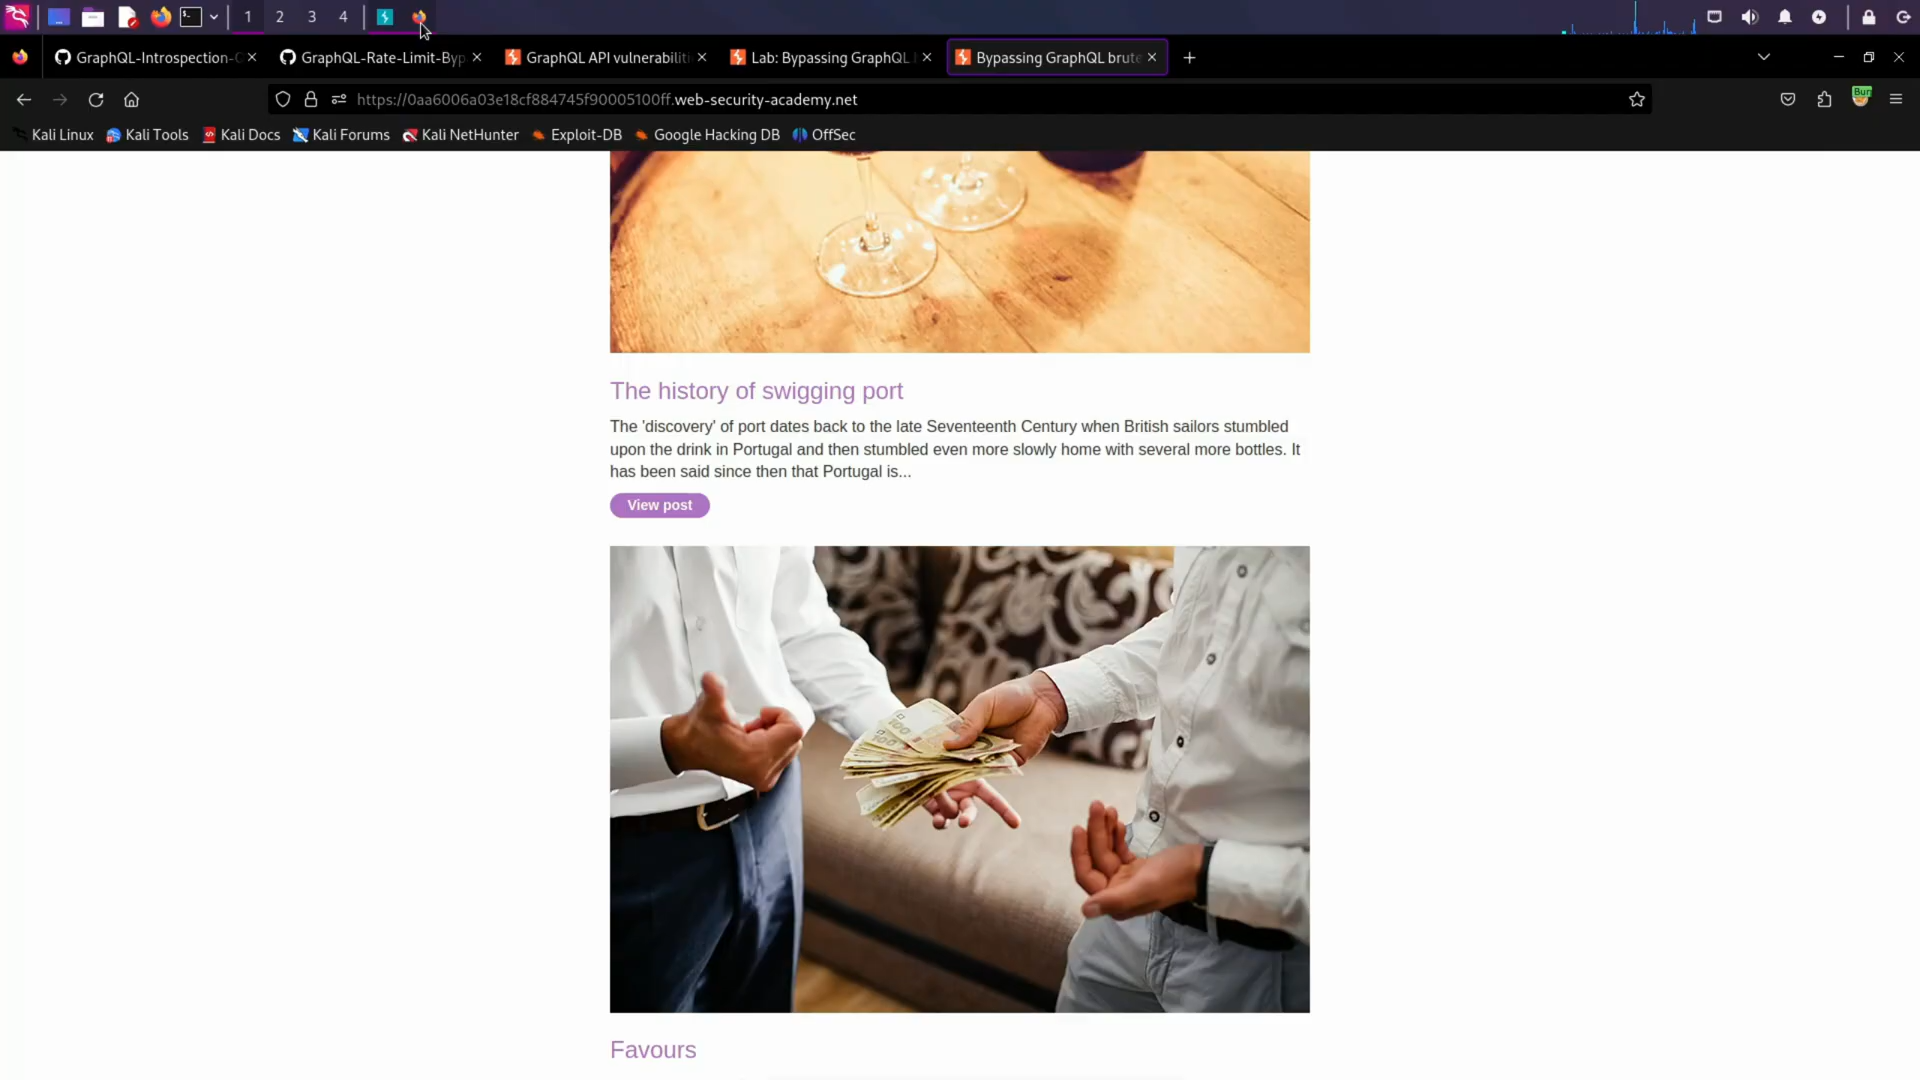 1 2 3 4
GraphQL-Introspection-
GraphQL-Rate-Limit-Byp
GraphQL API vulnerabiliti
Lab: Bypassing GraphQL
Bypassing GraphQL brute
https://0aa6006a03e18cf884745f90005100ff.web-security-academy.net
Bur
Kali Linux Kali Tools Kali Docs Kali Forums Kali NetHunter Exploit-DB Google Hacking DB OffSec
The history of swigging port
The 'discovery' of port dates back to the late Seventeenth Century when British sailors stumbled
upon the drink in Portugal and then stumbled even more slowly home with several more bottles. It
has been said since then that Portugal is...
View post
100
100
Favours